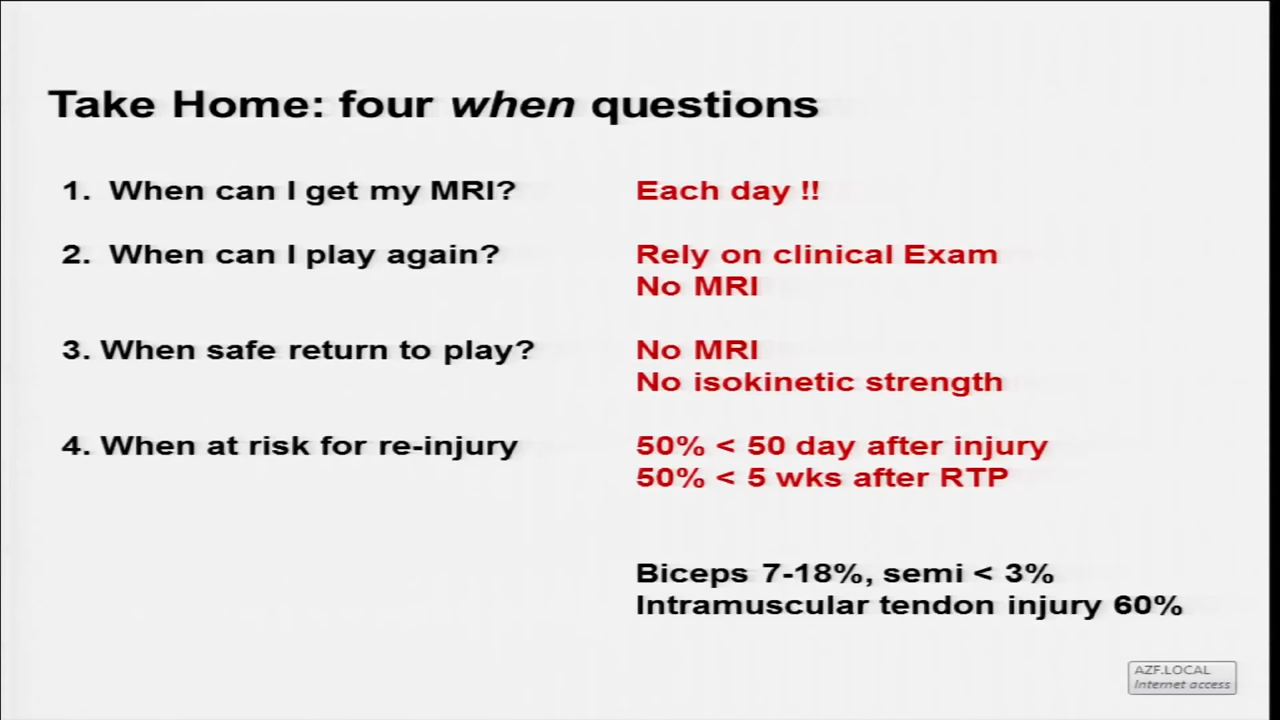 Take Home: four when questions
1. When can I get my MRI? Each day !!
2. When can I play again? Rely on clinical Exam
No MRI
3. When safe return to play? No MRI
No isokinetic strength
4. When at risk for re-injury 50% < 50 day after injury
50% < 5 wks after RTP
Biceps 7-18%, semi < 3%
Intramuscular tendon injury 60%
AZF.LOCAL
Internet access